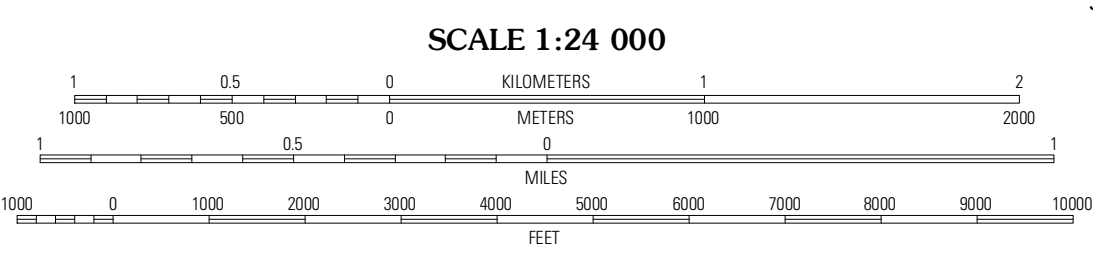 SCALE 1:24 000
1 0.5 0 KILOMETERS 1 2
1000 500 0 METERS 1000 2000
1 0.5 0 1
MILES
1000 0 1000 2000 3000 4000 5000 6000 7000 8000 9000 10000
FEET